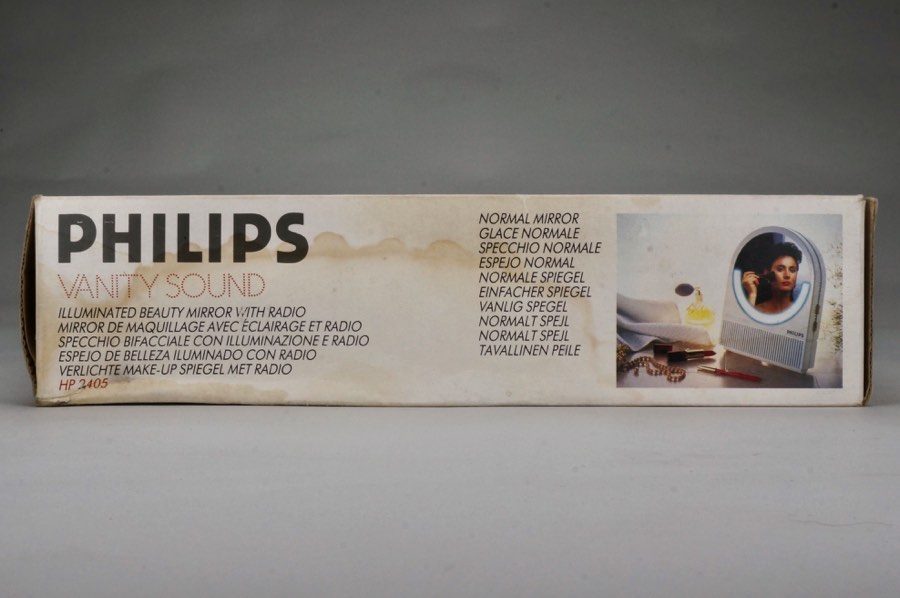 PHILIPS
VANITY SOUND
ILLUMINATED BEAUTY MIRROR WITH RADIO
MIRROR DE MAQUILLAGE AVEC ÉCLAIRAGE ET RADIO
SPECCHIO BIFACCIALE CON ILLUMINAZIONE E RADIO
ESPEJO DE BELLEZA ILUMINADO CON RADIO
VERLICHTE MAKE-UP SPIEGEL MET RADIO
HP 2405
NORMAL MIRROR
GLACE NORMALE
SPECCHIO NORMALE
ESPEJO NORMAL
NORMALE SPIEGEL
EINFACHER SPIEGEL
VANLIG SPEGEL
NORMALT SPEJL
NORMALT SPEJL
TAVALLINEN PEILE
PHILIPS